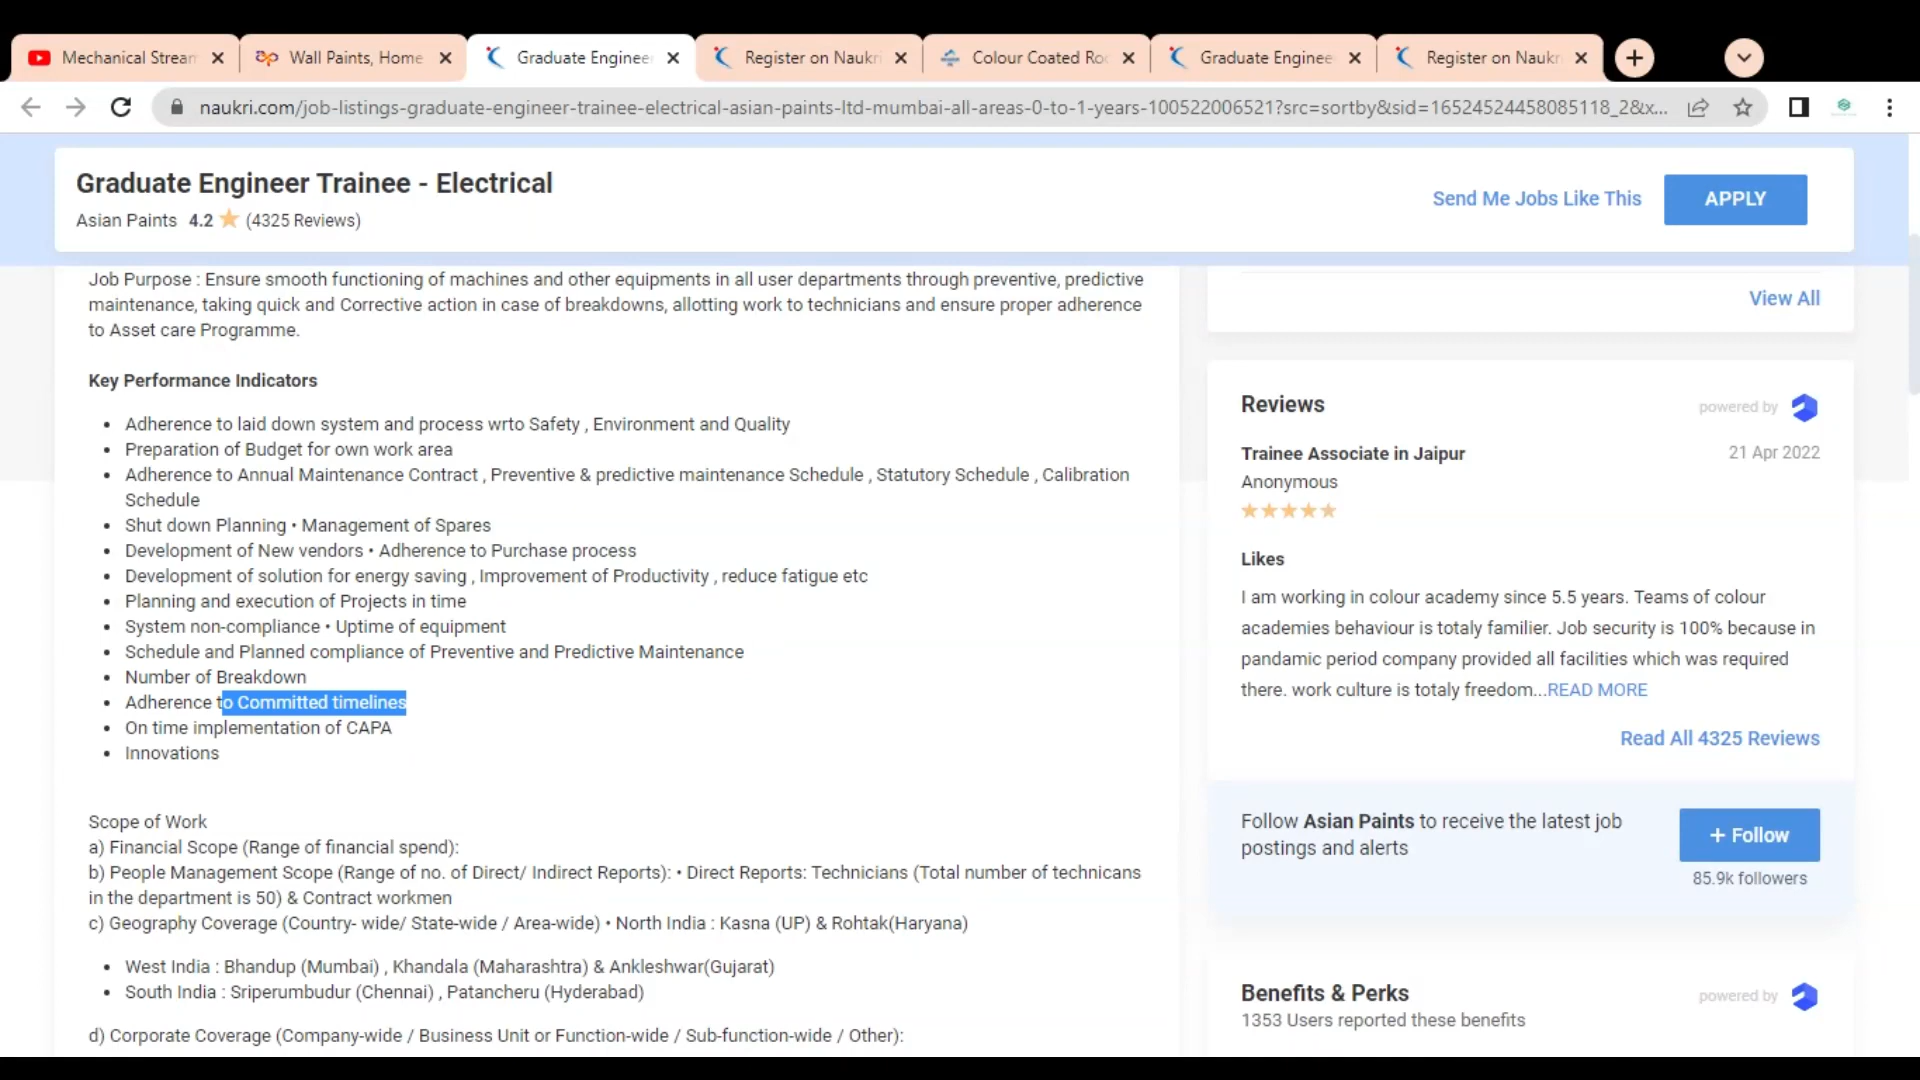 Mechanical Strean
Wall Paints, Home
Graduate Enginee
Register on Naukri
Colour Coated Roo
Graduate Enginee
Register on Naukri
naukri.com/job-listings-graduate-engineer-trainee-electrical-asian-paints-ltd-mumbai-all-areas-0-to-1-years-100522006521?src=sortby&sid=16524524458085118_2&x...
Graduate Engineer Trainee - Electrical
Asian Paints 4.2 (4325 Reviews)
Send Me Jobs Like This
APPLY
Job Purpose : Ensure smooth functioning of machines and other equipments in all user departments through preventive, predictive
maintenance, taking quick and Corrective action in case of breakdowns, allotting work to technicians and ensure proper adherence
to Asset care Programme.
Key Performance Indicators
• Adherence to laid down system and process wrto Safety , Environment and Quality
• Preparation of Budget for own work area
• Adherence to Annual Maintenance Contract , Preventive & predictive maintenance Schedule , Statutory Schedule , Calibration
Schedule
• Shut down Planning • Management of Spares
• Development of New vendors • Adherence to Purchase process
• Development of solution for energy saving , Improvement of Productivity , reduce fatigue etc
• Planning and execution of Projects in time
• System non-compliance • Uptime of equipment
• Schedule and Planned compliance of Preventive and Predictive Maintenance
• Number of Breakdown
• Adherence to Committed timelines
• On time implementation of CAPA
• Innovations
Scope of Work
a) Financial Scope (Range of financial spend):
b) People Management Scope (Range of no. of Direct/ Indirect Reports): • Direct Reports: Technicians (Total number of technicans
in the department is 50) & Contract workmen
c) Geography Coverage (Country- wide/ State-wide / Area-wide) • North India : Kasna (UP) & Rohtak(Haryana)
• West India : Bhandup (Mumbai) , Khandala (Maharashtra) & Ankleshwar(Gujarat)
• South India : Sriperumbudur (Chennai) , Patancheru (Hyderabad)
d) Corporate Coverage (Company-wide / Business Unit or Function-wide / Sub-function-wide / Other):
View All
Reviews
powered by
Trainee Associate in Jaipur
21 Apr 2022
Anonymous
Likes
I am working in colour academy since 5.5 years. Teams of colour
academies behaviour is totaly familier. Job security is 100% because in
pandamic period company provided all facilities which was required
there. work culture is totaly freedom...READ MORE
Read All 4325 Reviews
Follow Asian Paints to receive the latest job
postings and alerts
+ Follow
85.9k followers
Benefits & Perks
powered by
1353 Users reported these benefits